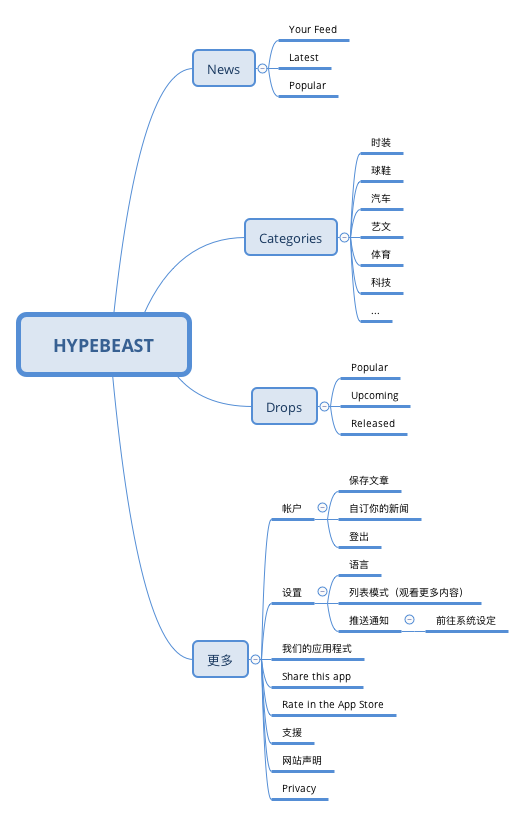 HYPEBEAST
News
Your Feed
Latest
Popular
Categories
时装
球鞋
汽车
艺文
体育
科技
...
Drops
Popular
Upcoming
Released
更多
帐户
保存文章
自订你的新闻
登出
设置
语言
列表模式（观看更多内容）
推送通知
前往系统设定
我们的应用程式
Share this app
Rate in the App Store
支援
网站声明
Privacy